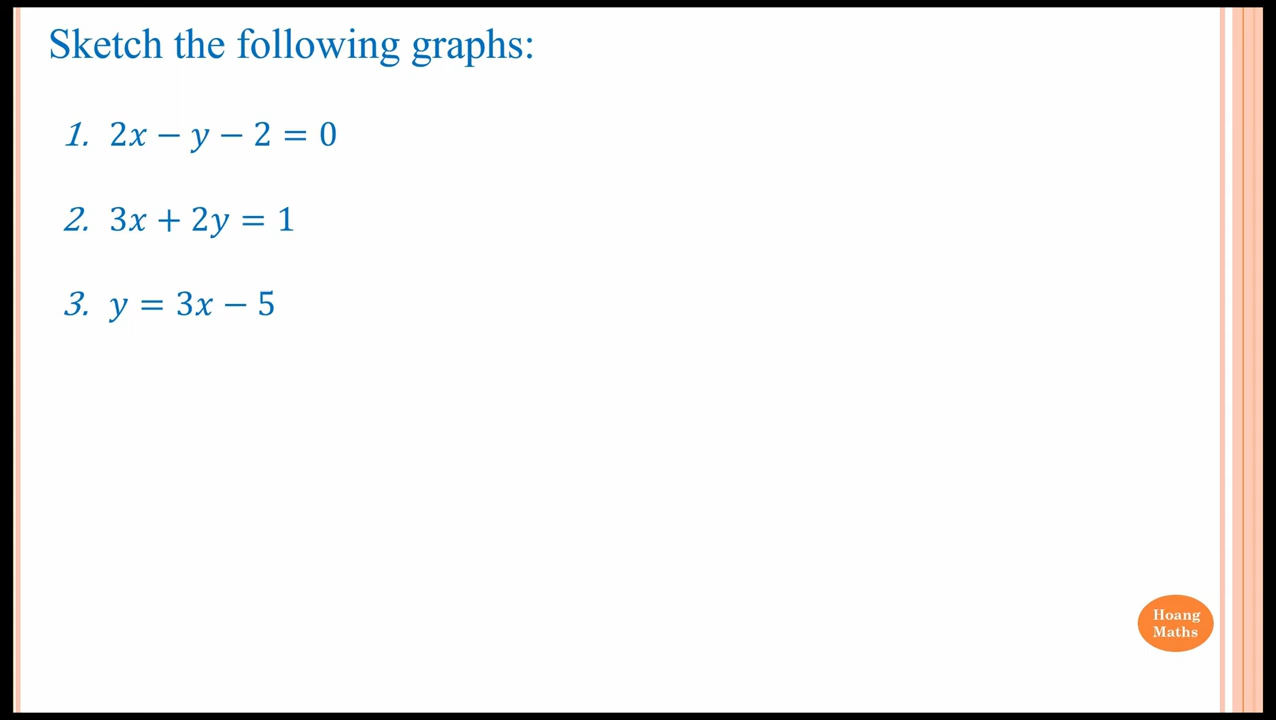 Sketch the following graphs:
1. 2x − y − 2 = 0
2. 3x + 2y = 1
3. y = 3x − 5
Hoang
Maths